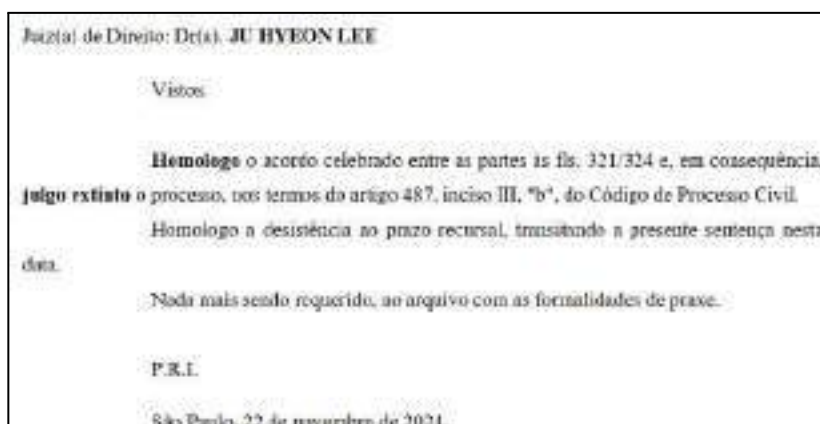 Juiz(a) de Direito: Dr(a). JU HYEON LEE
Vistos.
Homologo o acordo celebrado entre as partes às fls. 321/324 e, em consequência,
julgo extinto o processo, nos termos do artigo 487, inciso III, "b", do Código de Processo Civil.
Homologo a desistência ao prazo recursal, transitando a presente sentença nesta
data.
Nada mais sendo requerido, ao arquivo com as formalidades de praxe.
P.R.I.
São Paulo, 22 de novembro de 2021.